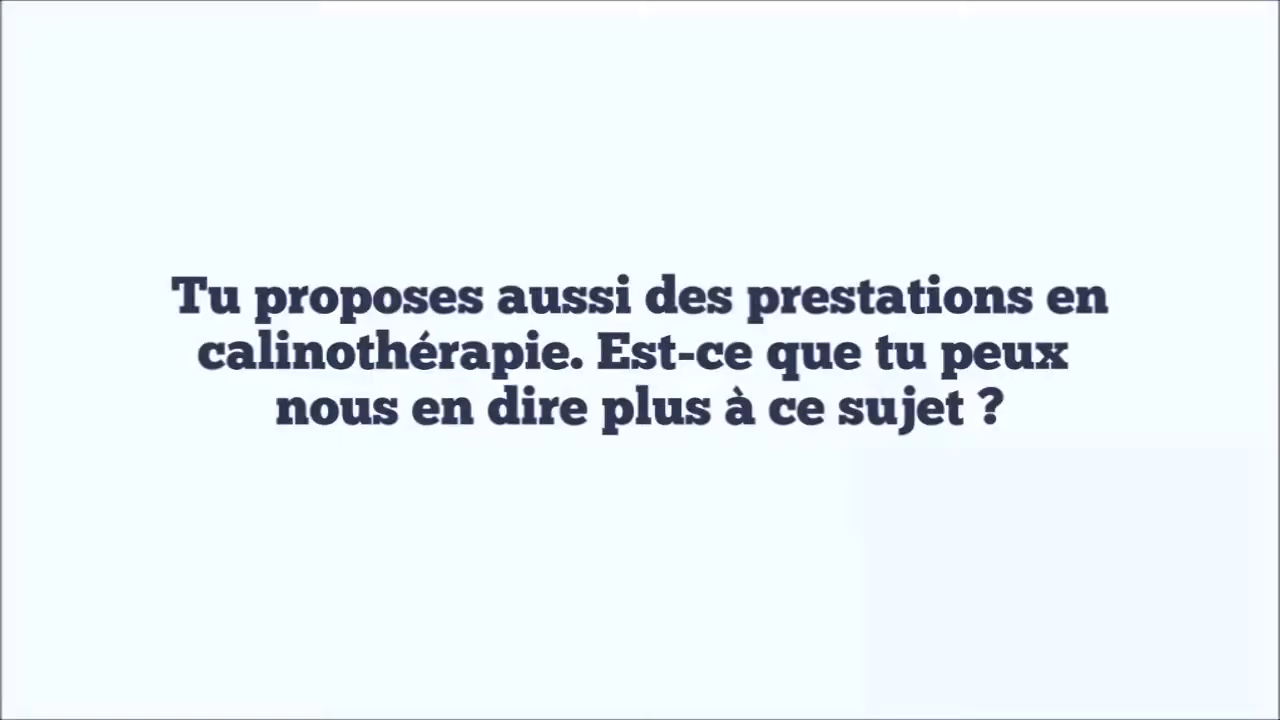 Tu proposes aussi des prestations en
calinothérapie. Est-ce que tu peux
nous en dire plus à ce sujet ?